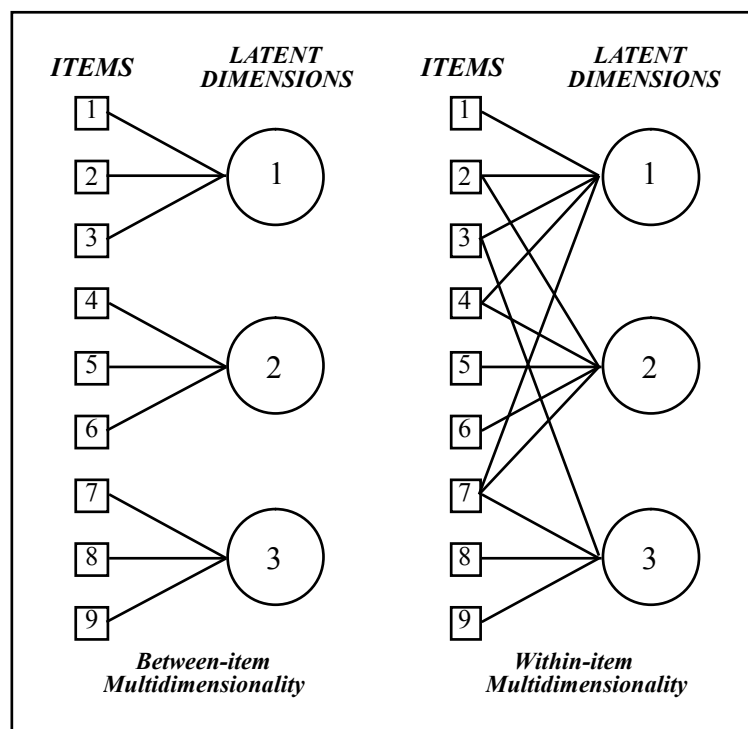 ITEMS
LATENT
DIMENSIONS
1
2
3
4
5
6
7
8
9
1
2
3
Between-item
Multidimensionality
ITEMS
LATENT
DIMENSIONS
1
2
3
4
5
6
7
8
9
1
2
3
Within-item
Multidimensionality